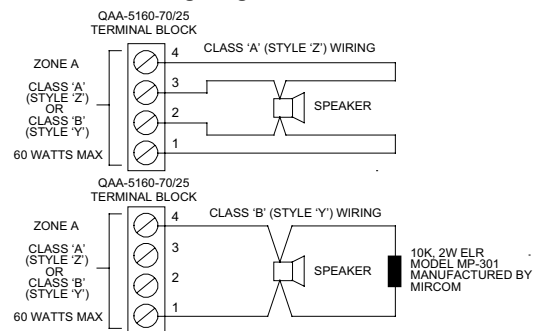 QAA-5160-70/25
TERMINAL BLOCK
4
CLASS 'A' (STYLE 'Z') WIRING
ZONE A
3
CLASS 'A'
(STYLE 'Z')
OR
CLASS 'B'
(STYLE 'Y')
SPEAKER
2
60 WATTS MAX
1
QAA-5160-70/25
TERMINAL BLOCK
4
CLASS 'B' (STYLE 'Y') WIRING
ZONE A
3
CLASS 'A'
(STYLE 'Z')
OR
CLASS 'B'
(STYLE 'Y')
2
SPEAKER
10K, 2W ELR
MODEL MP-301
MANUFACTURED BY
MIRCOM
60 WATTS MAX
1